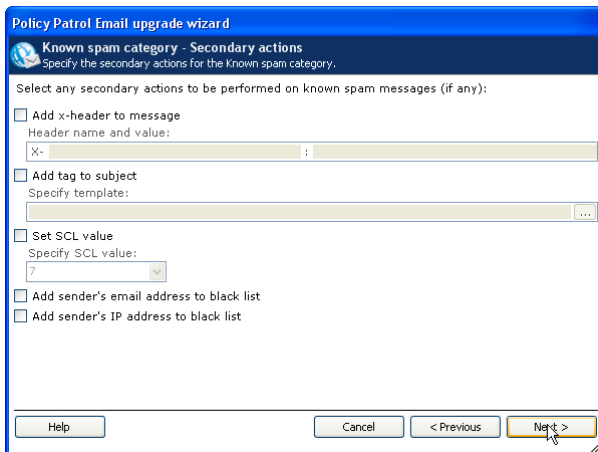 Policy Patrol Email upgrade wizard
Known spam category - Secondary actions
Specify the secondary actions for the Known spam category.
Select any secondary actions to be performed on known spam messages (if any):
Add x-header to message
Header name and value:
X- :
Add tag to subject
Specify template:
...
Set SCL value
Specify SCL value:
7
Add sender's email address to black list
Add sender's IP address to black list
Help Cancel < Previous Next >